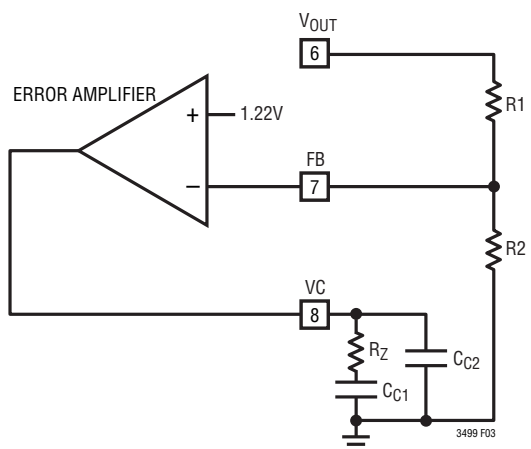 VOUT
6
ERROR AMPLIFIER
+
1.22V
R1
FB
−
7
R2
VC
8
RZ
CC2
CC1
3499 F03